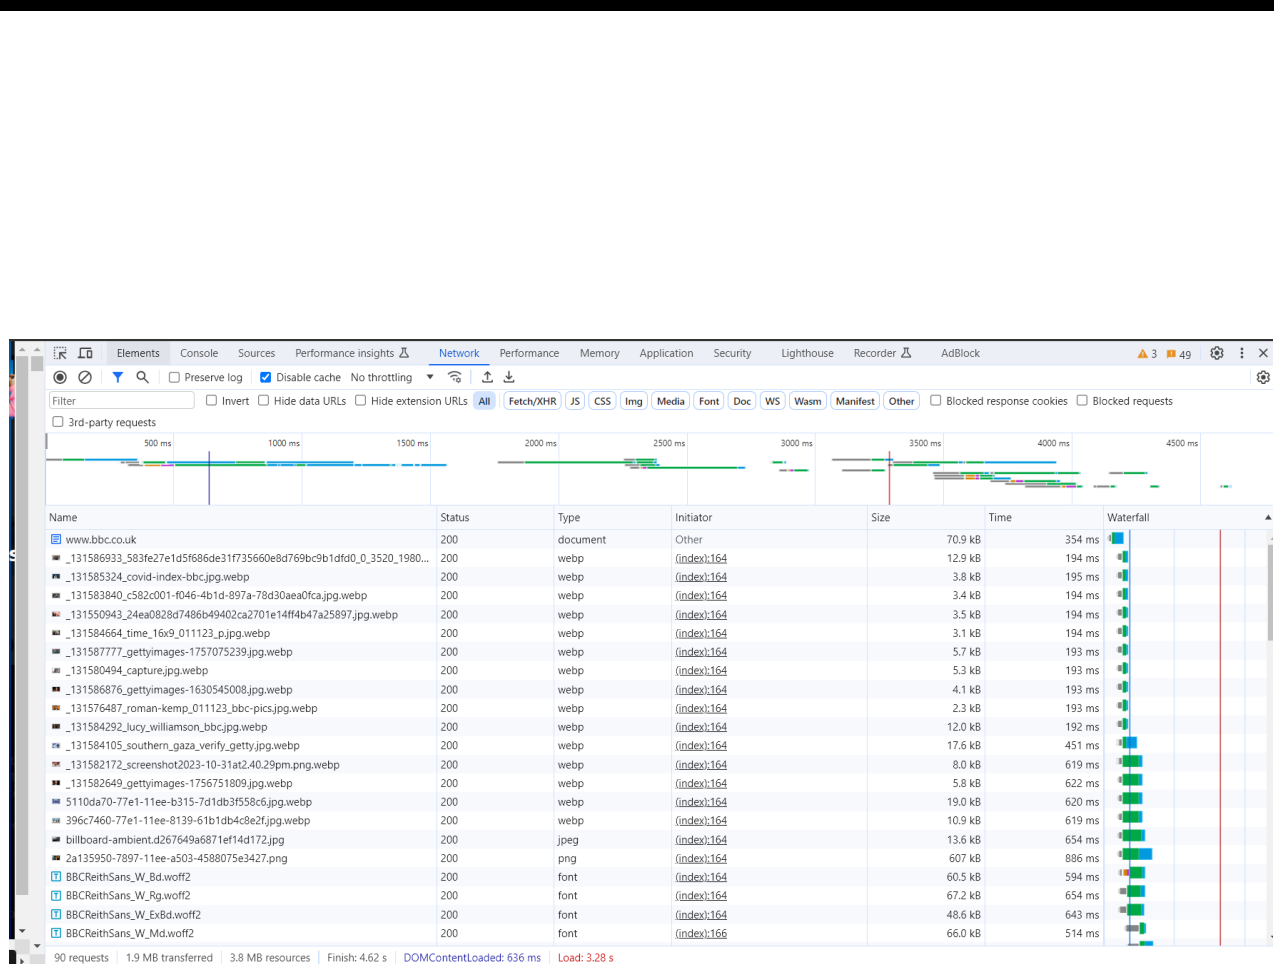 Elements Console Sources Performance insights Network Performance Memory Application Security Lighthouse Recorder AdBlock 3 49
Preserve log Disable cache No throttling
Filter Invert Hide data URLs Hide extension URLs All Fetch/XHR JS CSS Img Media Font Doc WS Wasm Manifest Other Blocked response cookies Blocked requests
3rd-party requests
500 ms 1000 ms 1500 ms 2000 ms 2500 ms 3000 ms 3500 ms 4000 ms 4500 ms
Name Status Type Initiator Size Time Waterfall
www.bbc.co.uk 200 document Other 70.9 kB 354 ms
_131586933_583fe27e1d5f686de31f735660e8d769bc9b1dfd0_0_3520_1980... 200 webp (index):164 12.9 kB 194 ms
_131585324_covid-index-bbc.jpg.webp 200 webp (index):164 3.8 kB 195 ms
_131583840_c582c001-f046-4b1d-897a-78d30aea0fca.jpg.webp 200 webp (index):164 3.4 kB 194 ms
_131550943_24ea0828d7486b49402ca2701e14ff4b47a25897.jpg.webp 200 webp (index):164 3.5 kB 194 ms
_131584664_time_16x9_011123_p.jpg.webp 200 webp (index):164 3.1 kB 194 ms
_131587777_gettyimages-1757075239.jpg.webp 200 webp (index):164 5.7 kB 193 ms
_131580494_capture.jpg.webp 200 webp (index):164 5.3 kB 193 ms
_131586876_gettyimages-1630545008.jpg.webp 200 webp (index):164 4.1 kB 193 ms
_131576487_roman-kemp_011123_bbc-pics.jpg.webp 200 webp (index):164 2.3 kB 193 ms
_131584292_lucy_williamson_bbc.jpg.webp 200 webp (index):164 12.0 kB 192 ms
_131584105_southern_gaza_verify_getty.jpg.webp 200 webp (index):164 17.6 kB 451 ms
_131582172_screenshot2023-10-31at2.40.29pm.png.webp 200 webp (index):164 8.0 kB 619 ms
_131582649_gettyimages-1756751809.jpg.webp 200 webp (index):164 5.8 kB 622 ms
5110da70-77e1-11ee-b315-7d1db3f558c6.jpg.webp 200 webp (index):164 19.0 kB 620 ms
396c7460-77e1-11ee-8139-61b1db4c8e2f.jpg.webp 200 webp (index):164 10.9 kB 619 ms
billboard-ambient.d267649a6871ef14d172.jpg 200 jpeg (index):164 13.6 kB 654 ms
2a135950-7897-11ee-a503-4588075e3427.png 200 png (index):164 607 kB 886 ms
BBCReithSans_W_Bd.woff2 200 font (index):164 60.5 kB 594 ms
BBCReithSans_W_Rg.woff2 200 font (index):164 67.2 kB 654 ms
BBCReithSans_W_ExBd.woff2 200 font (index):164 48.6 kB 643 ms
BBCReithSans_W_Md.woff2 200 font (index):166 66.0 kB 514 ms
90 requests 1.9 MB transferred 3.8 MB resources Finish: 4.62 s DOMContentLoaded: 636 ms Load: 3.28 s